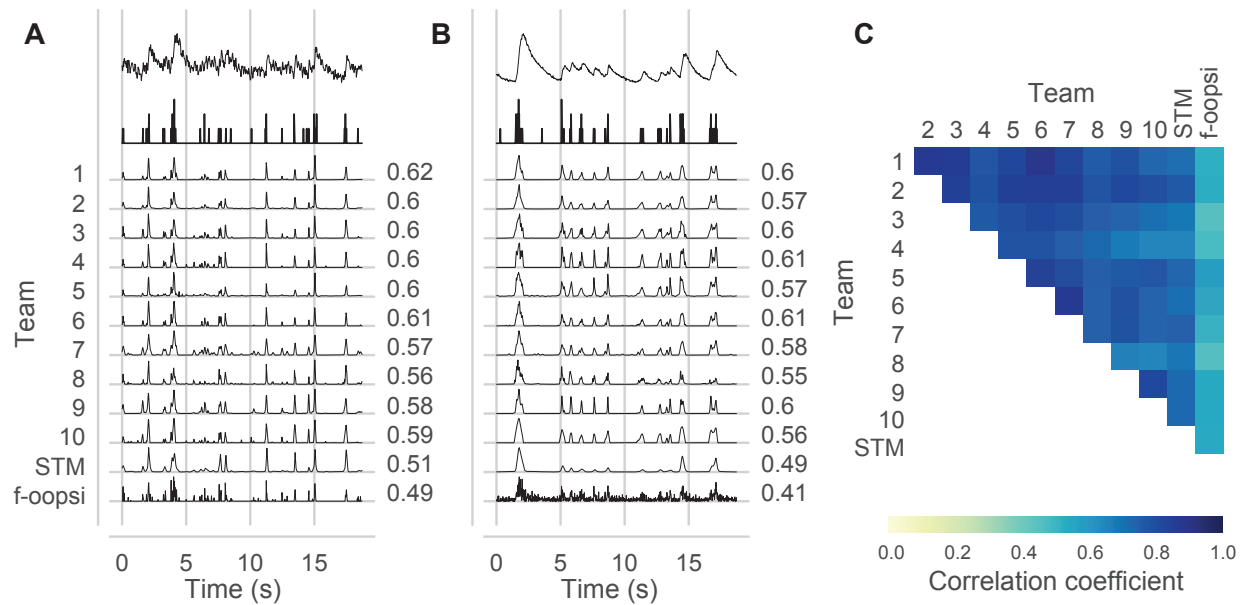 A
1 0.62
2 0.6
3 0.6
4 0.6
5 0.6
6 0.61
7 0.57
8 0.56
9 0.58
10 0.59
STM 0.51
f-oopsi 0.49
Team
0 5 10 15
Time (s)
B
0.6
0.57
0.6
0.61
0.57
0.61
0.58
0.55
0.6
0.56
0.49
0.41
0 5 10 15
Time (s)
C
Team
2 3 4 5 6 7 8 9 10 STM f-oopsi
1
2
3
4
5
6
7
8
9
10
STM
Team
0.0 0.2 0.4 0.6 0.8 1.0
Correlation coefficient